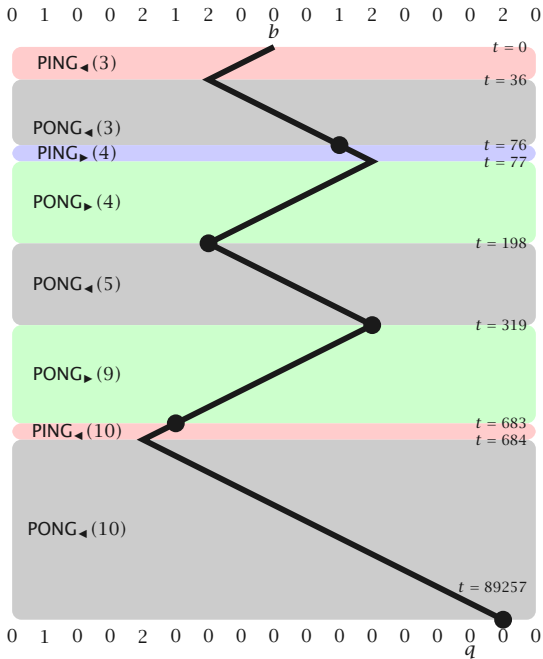 0 1 0 0 2 1 2 0 0 0 1 2 0 0 0 2 0
b
t = 0
PING◄(3)
t = 36
PONG◄(3)
t = 76
PING►(4)
t = 77
PONG►(4)
t = 198
PONG◄(5)
t = 319
PONG►(9)
t = 683
PING◄(10)
t = 684
PONG◄(10)
t = 89257
0 1 0 0 2 0 0 0 0 0 0 0 0 0 0 2 0
q